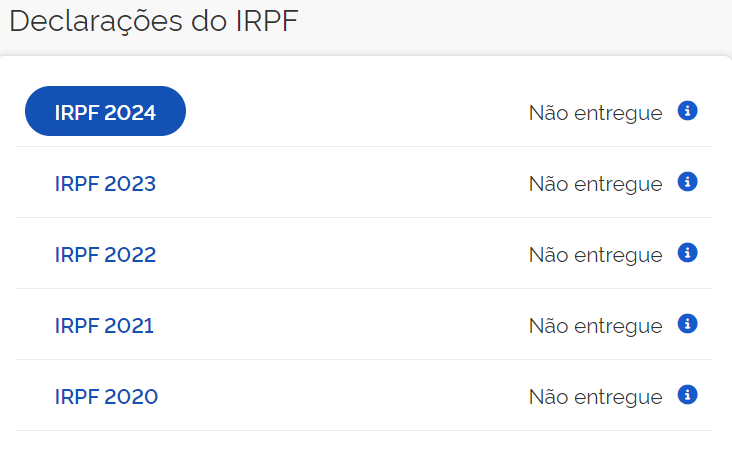 Declarações do IRPF
IRPF 2024 Não entregue
IRPF 2023 Não entregue
IRPF 2022 Não entregue
IRPF 2021 Não entregue
IRPF 2020 Não entregue